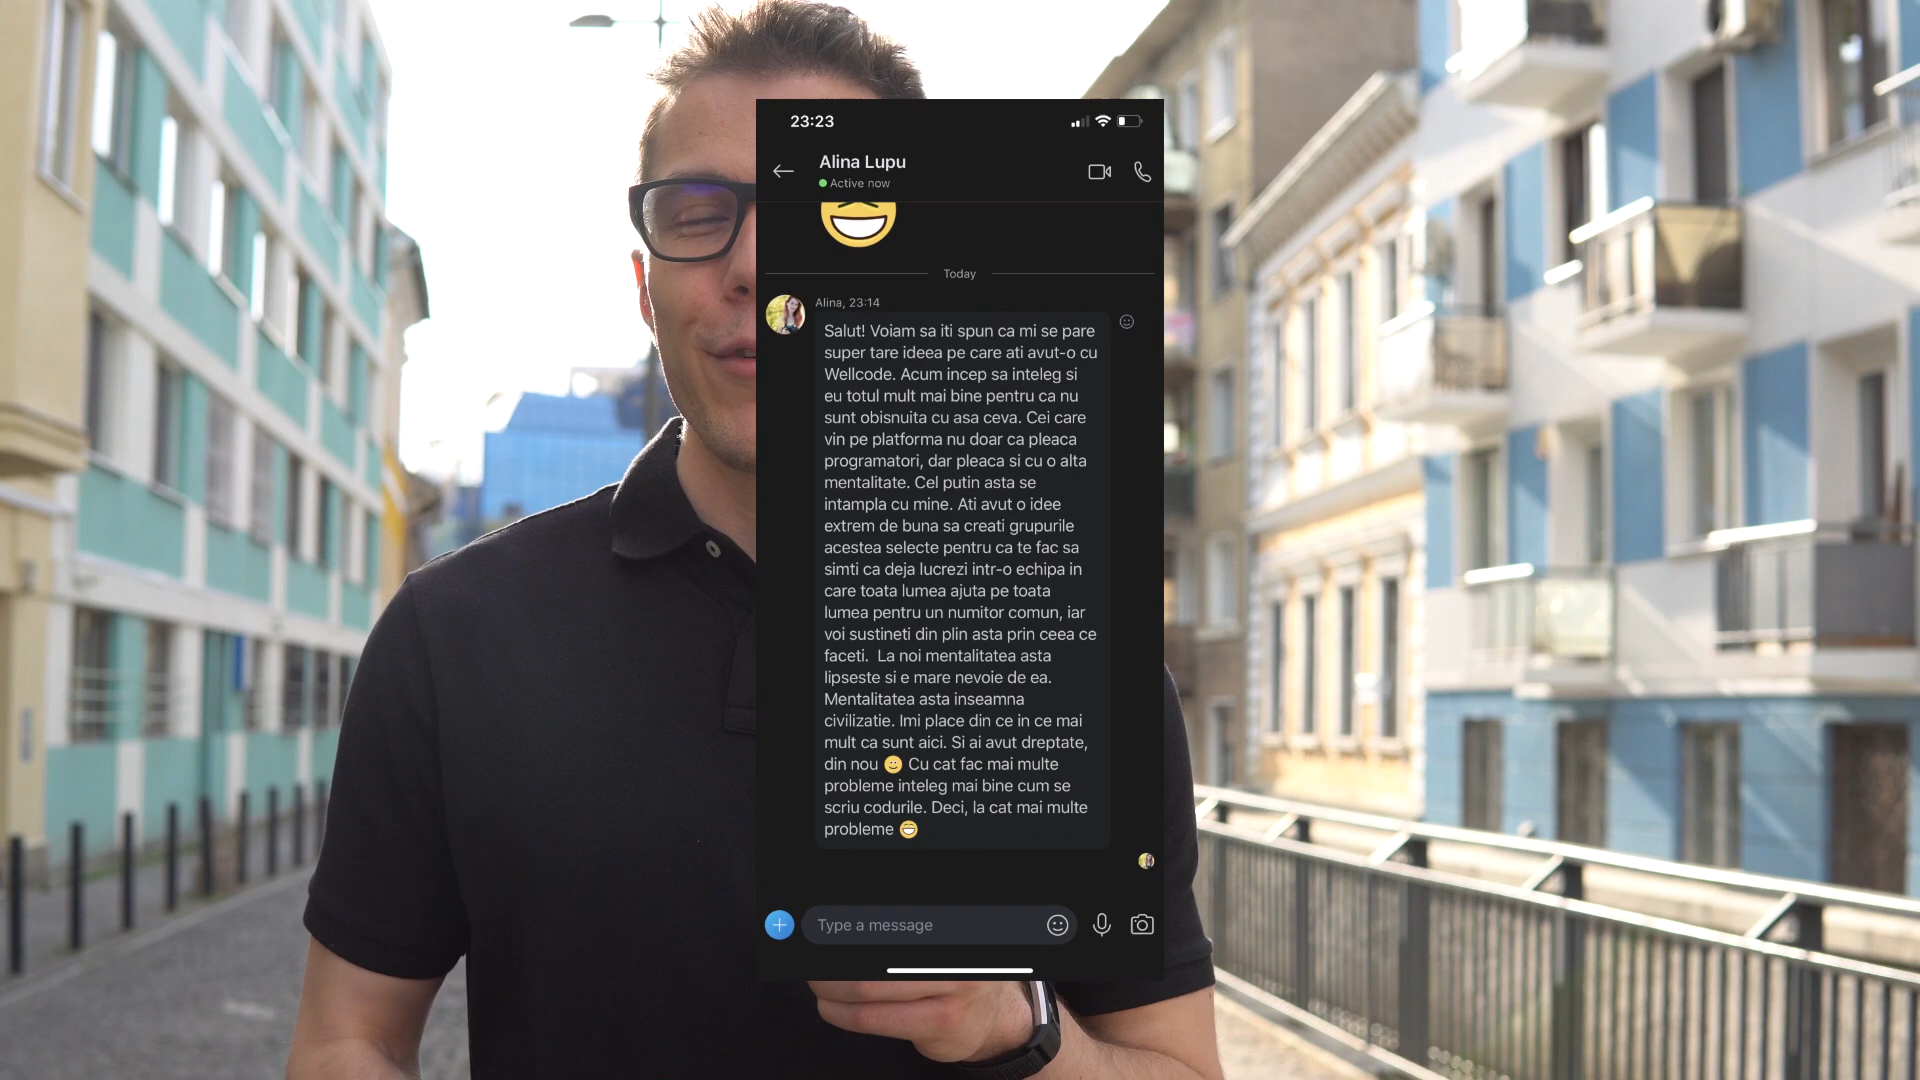 23:23
Alina Lupu
Active now
Today
Alina, 23:14
Salut! Voiam sa iti spun ca mi se pare
super tare ideea pe care ati avut-o cu
Wellcode. Acum incep sa inteleg si
eu totul mult mai bine pentru ca nu
sunt obisnuita cu asa ceva. Cei care
vin pe platforma nu doar ca pleaca
programatori, dar pleaca si cu o alta
mentalitate. Cel putin asta se
intampla cu mine. Ati avut o idee
extrem de buna sa creati grupurile
acestea selecte pentru ca te fac sa
simti ca deja lucrezi intr-o echipa in
care toata lumea ajuta pe toata
lumea pentru un numitor comun, iar
voi sustineti din plin asta prin ceea ce
faceti.  La noi mentalitatea asta
lipseste si e mare nevoie de ea.
Mentalitatea asta inseamna
civilizatie. Imi place din ce in ce mai
mult ca sunt aici. Si ai avut dreptate,
din nou 🙂 Cu cat fac mai multe
probleme inteleg mai bine cum se
scriu codurile. Deci, la cat mai multe
probleme 😄
Type a message